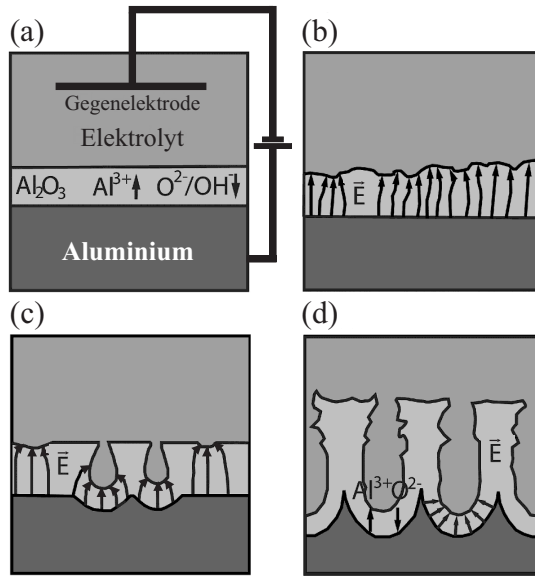 (a)
Gegenelektrode
Elektrolyt
Al₂O₃ Al³⁺ O²⁻/OH⁻
Aluminium
(b)
E⃗
(c)
E⃗
(d)
E⃗
Al³⁺O²⁻